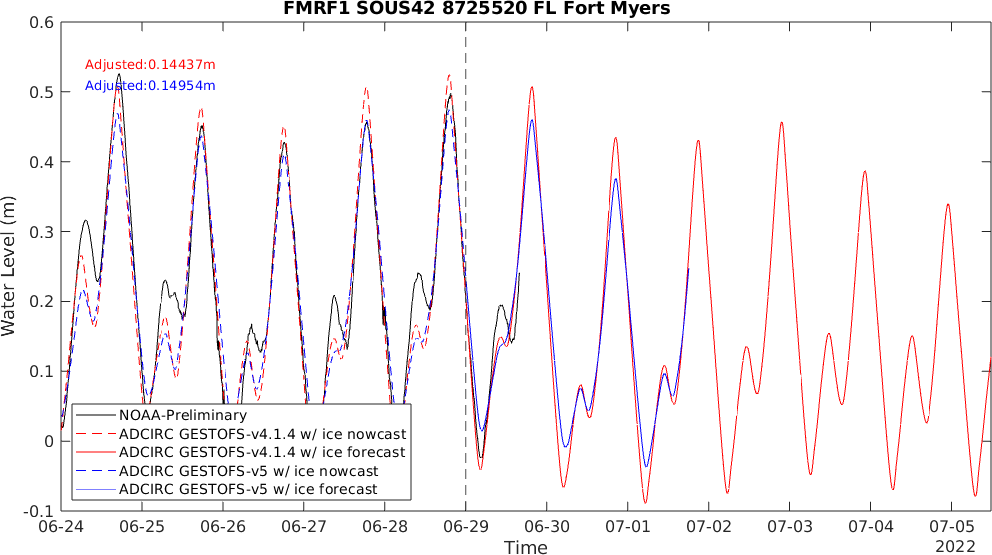 FMRF1 SOUS42 8725520 FL Fort Myers
Adjusted:0.14437m
Adjusted:0.14954m
Water Level (m)
0.6
0.5
0.4
0.3
0.2
0.1
0
-0.1
NOAA-Preliminary
ADCIRC GESTOFS-v4.1.4 w/ ice nowcast
ADCIRC GESTOFS-v4.1.4 w/ ice forecast
ADCIRC GESTOFS-v5 w/ ice nowcast
ADCIRC GESTOFS-v5 w/ ice forecast
06-24 06-25 06-26 06-27 06-28 06-29 06-30 07-01 07-02 07-03 07-04 07-05
Time
2022